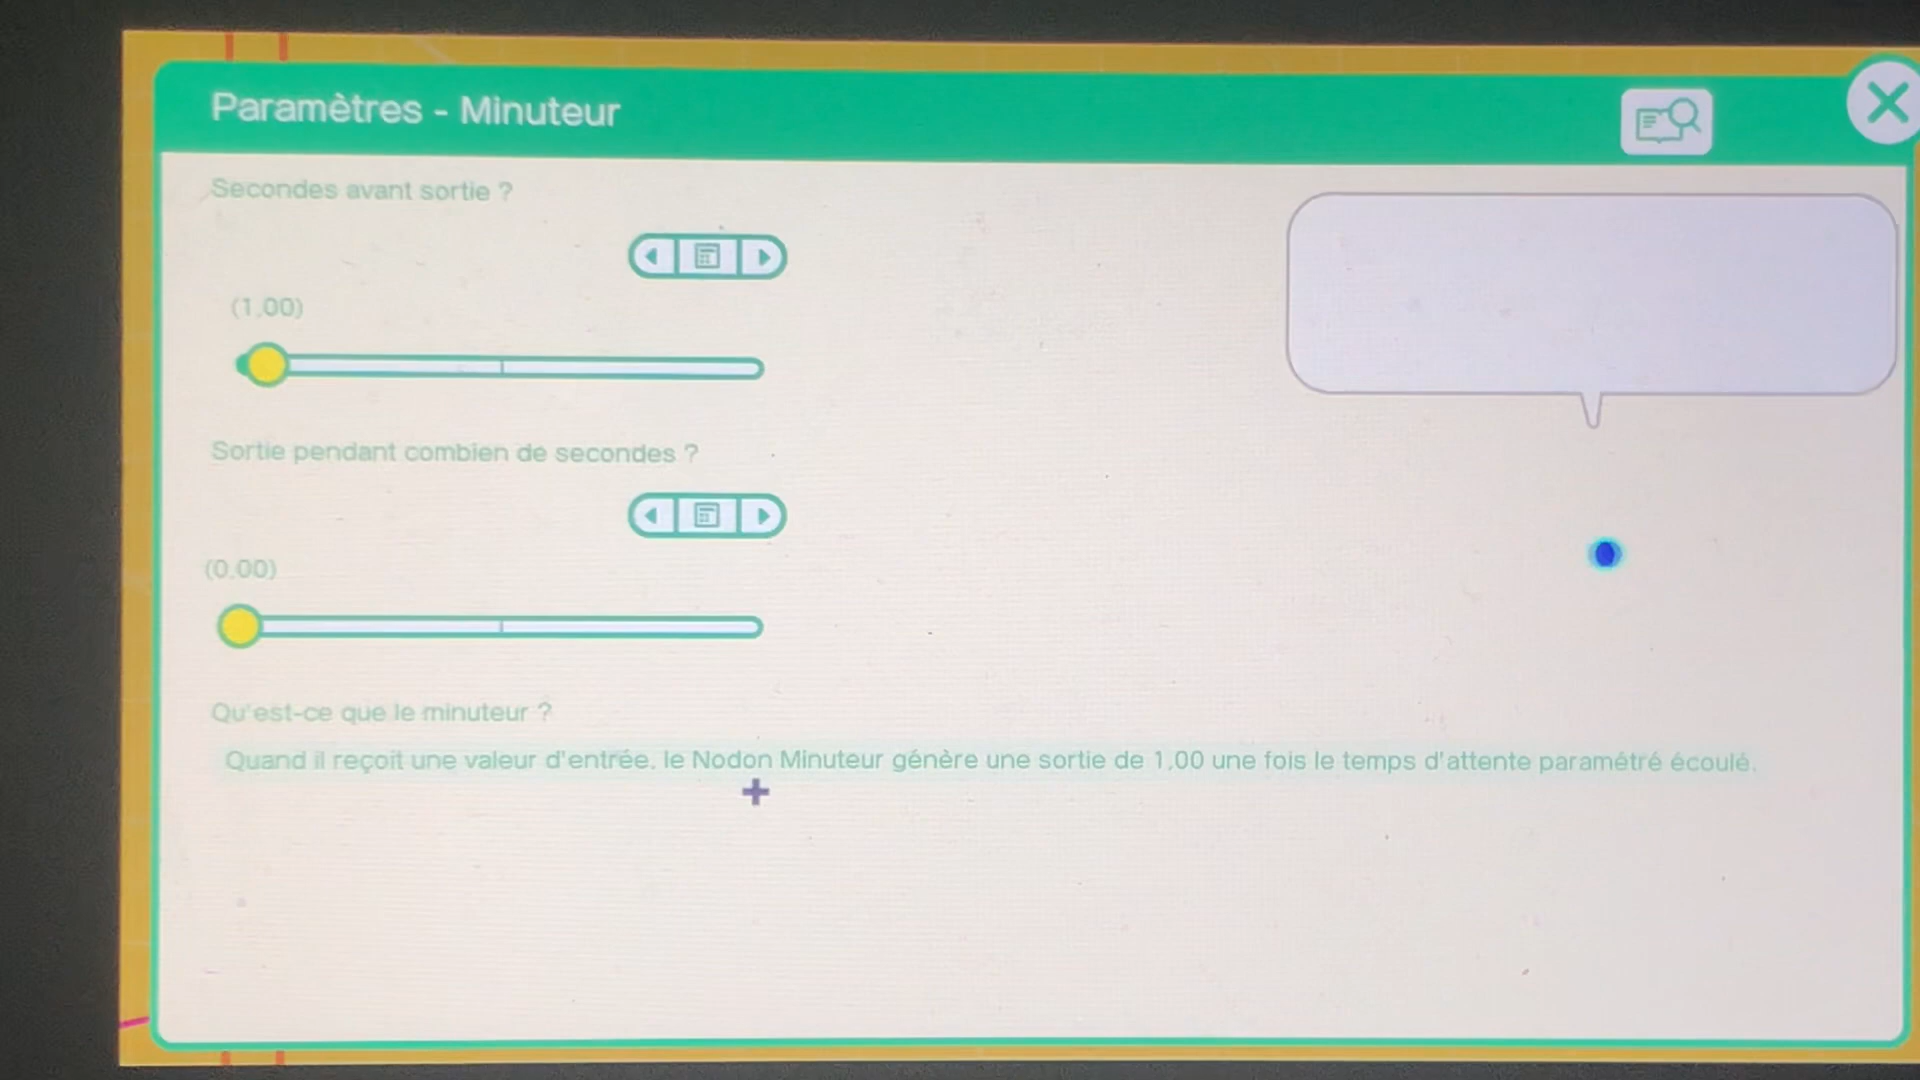 Paramètres - Minuteur
Secondes avant sortie ?
(1.00)
Sortie pendant combien de secondes ?
(0.00)
Qu'est-ce que le minuteur ?
Quand il reçoit une valeur d'entrée, le Nodon Minuteur génère une sortie de 1.00 une fois le temps d'attente paramétré écoulé.